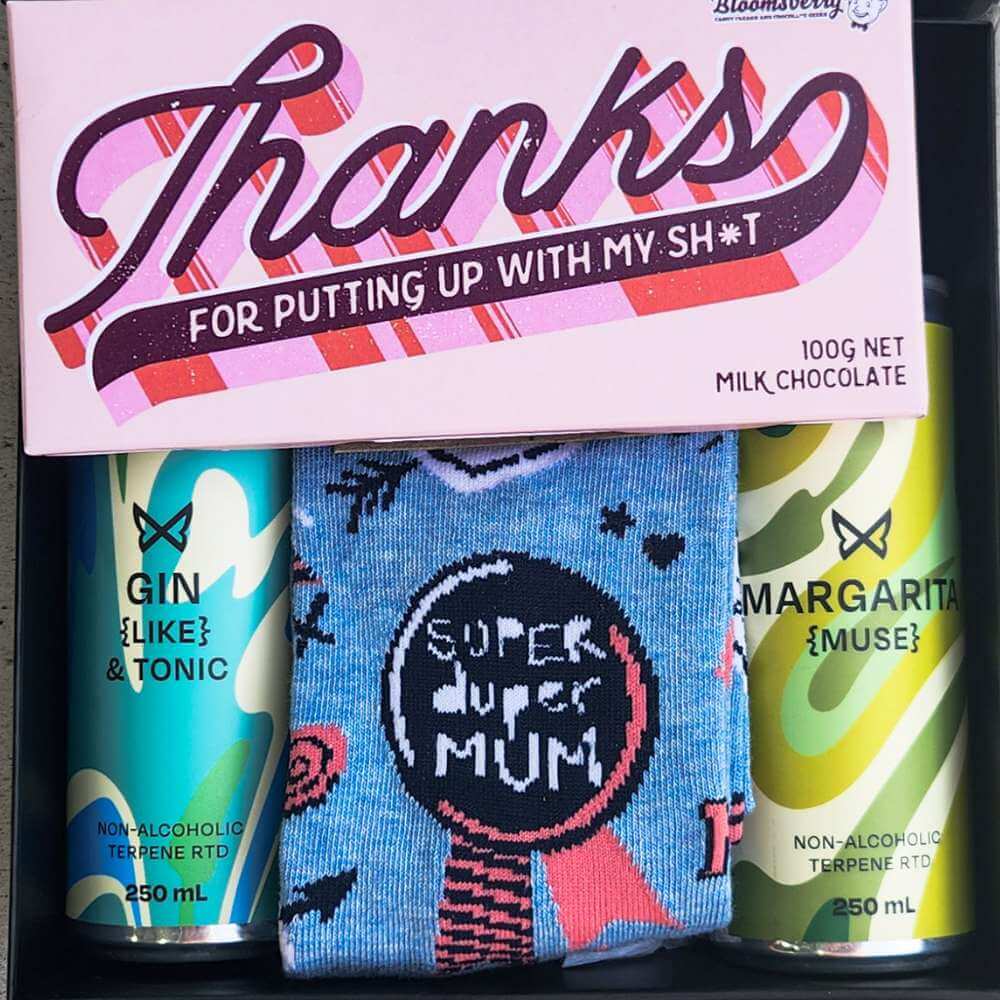 Bloomsberry
Thanks
FOR PUTTING UP WITH MY SH*T
100G NET
MILK CHOCOLATE
GIN
{LIKE}
& TONIC
NON-ALCOHOLIC
TERPENE RTD
250 mL
SUPER
duper
MUM
MARGARITA
{MUSE}
NON-ALCOHOLIC
TERPENE RTD
250 mL